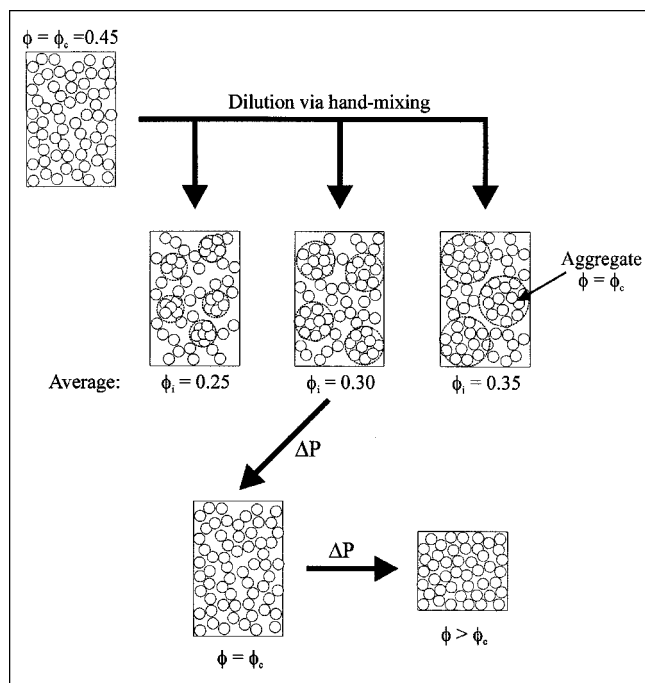 ϕ = ϕc =0.45
Dilution via hand-mixing
Aggregate
ϕ = ϕc
Average:
ϕi = 0.25
ϕi = 0.30
ϕi = 0.35
ΔP
ΔP
ϕ = ϕc
ϕ > ϕc